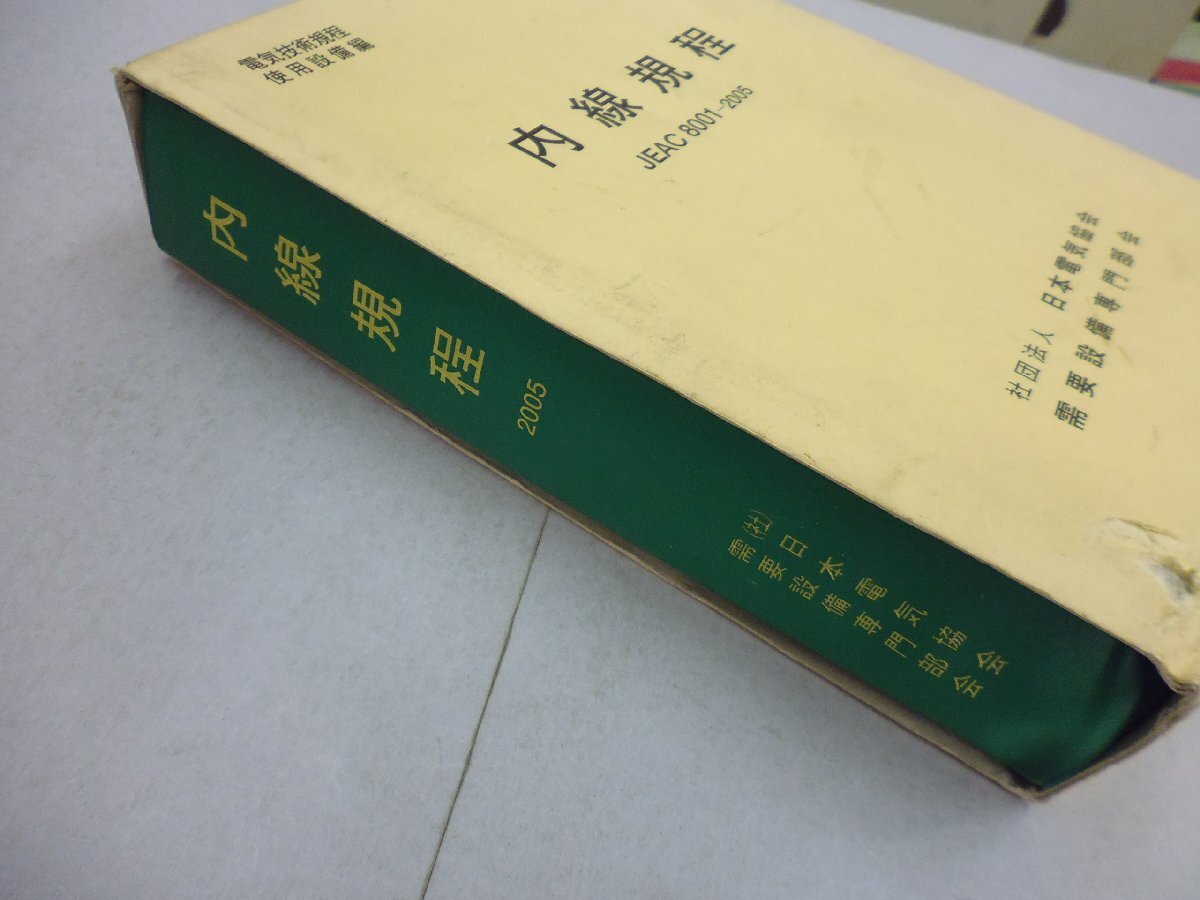 電気技術規程
使用設備編
内線規程
JEAC 8001-2005
社団法人 日本電気協会
需要設備専門部会
内線規程 2005
(社)日本電気協会
需要設備専門部会